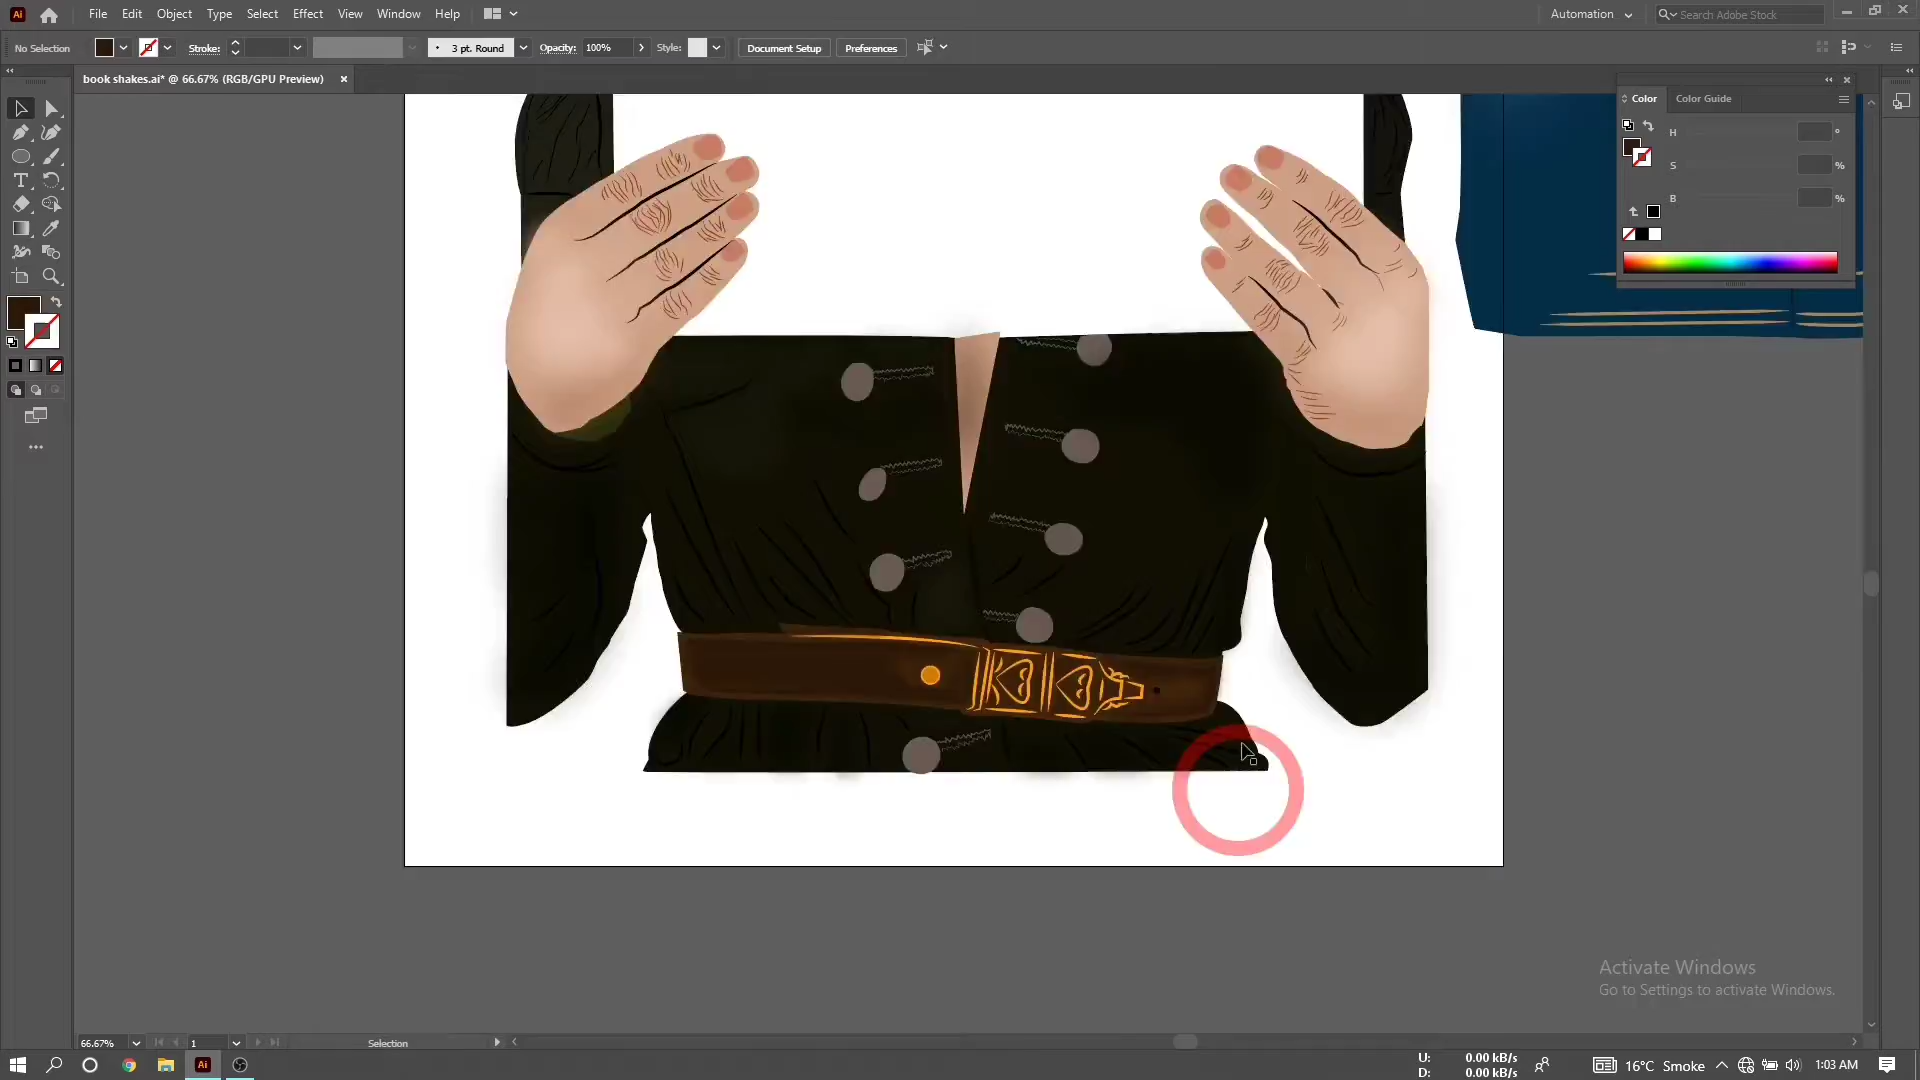 Ai File Edit Object Type Select Effect View Window Help Automation Search Adobe Stock
No Selection Stroke: 3 pt. Round Opacity: 100% Style: Document Setup Preferences
book shakes.ai* @ 66.67% (RGB/GPU Preview)
Color Color Guide
H °
S %
B %
Activate Windows
Go to Settings to activate Windows.
66.67% 1 Selection
Ai U: 0.00 kB/s
D: 0.00 kB/s
16°C Smoke 1:03 AM